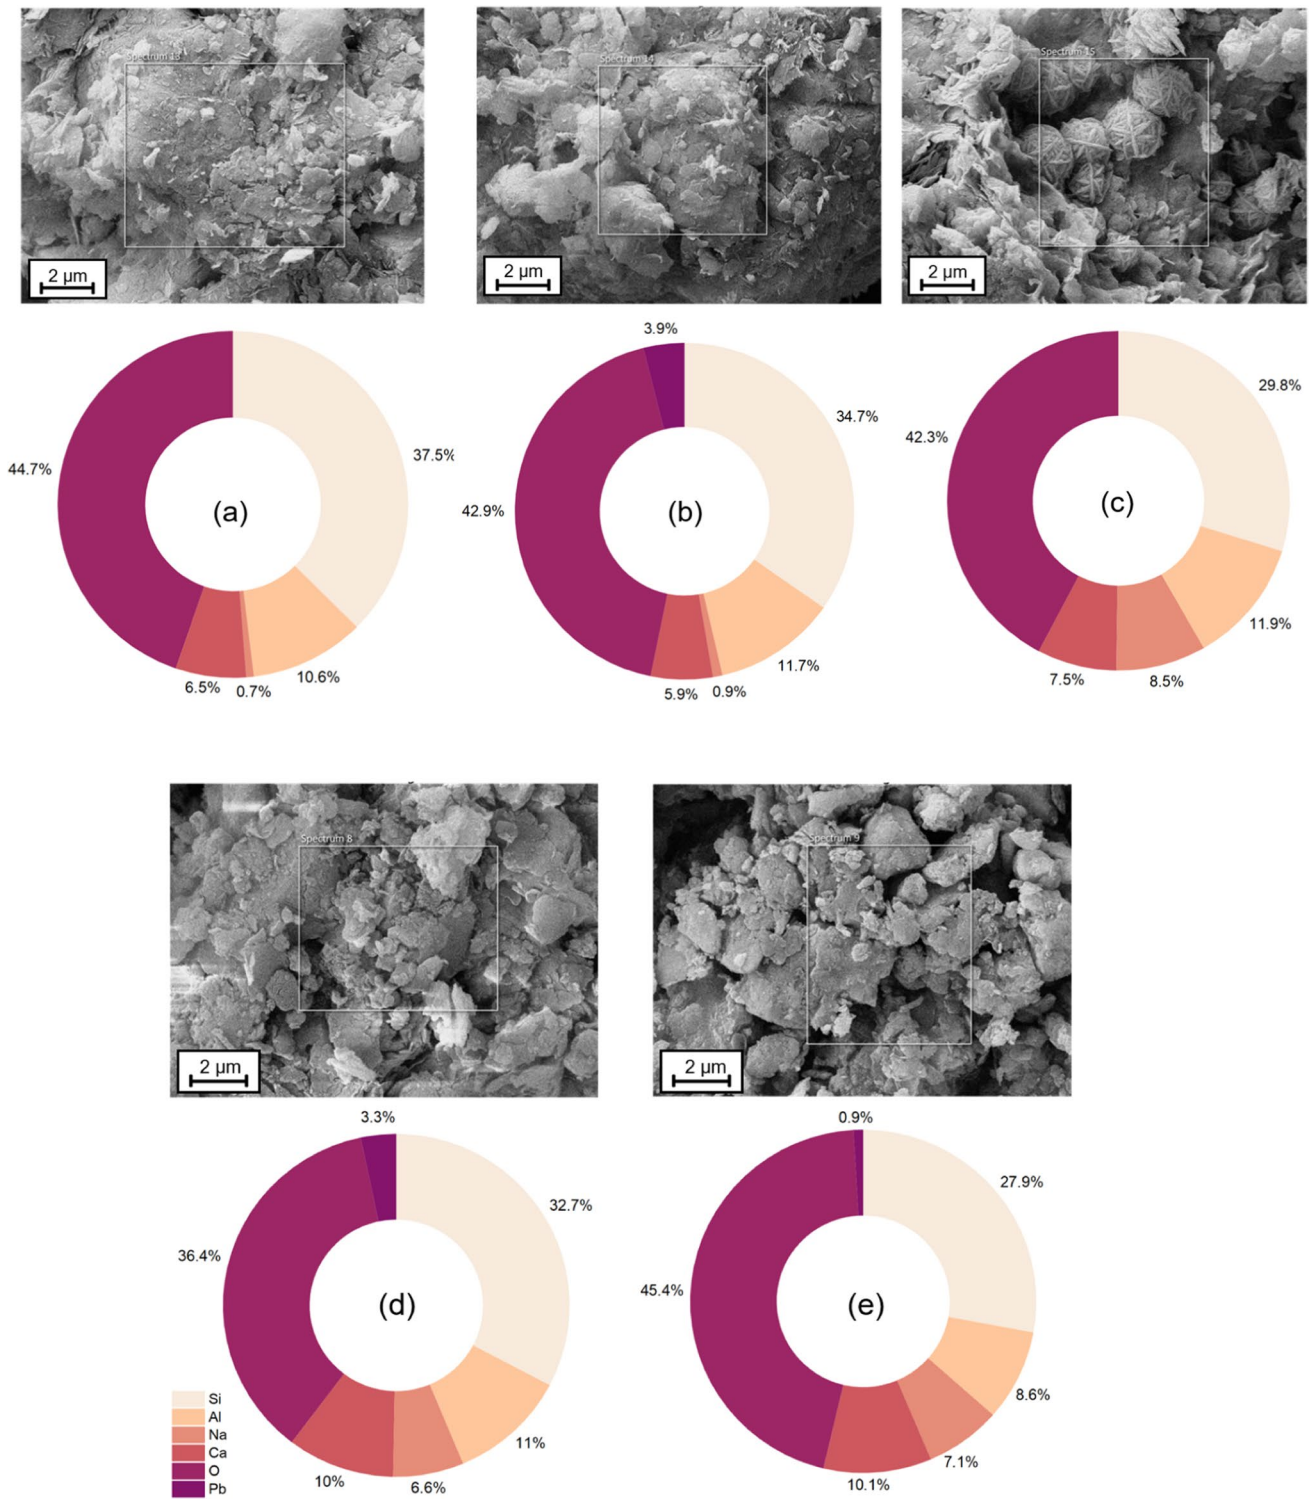 Spectrum 13
Spectrum 14
Spectrum 15
2 µm
2 µm
2 µm
44.7%
37.5%
(a)
6.5%
0.7%
10.6%
3.9%
34.7%
42.9%
(b)
5.9%
0.9%
11.7%
29.8%
42.3%
(c)
11.9%
7.5%
8.5%
Spectrum 8
Spectrum 9
2 µm
2 µm
3.3%
32.7%
36.4%
(d)
11%
10%
6.6%
0.9%
27.9%
45.4%
(e)
8.6%
7.1%
10.1%
Si
Al
Na
Ca
O
Pb